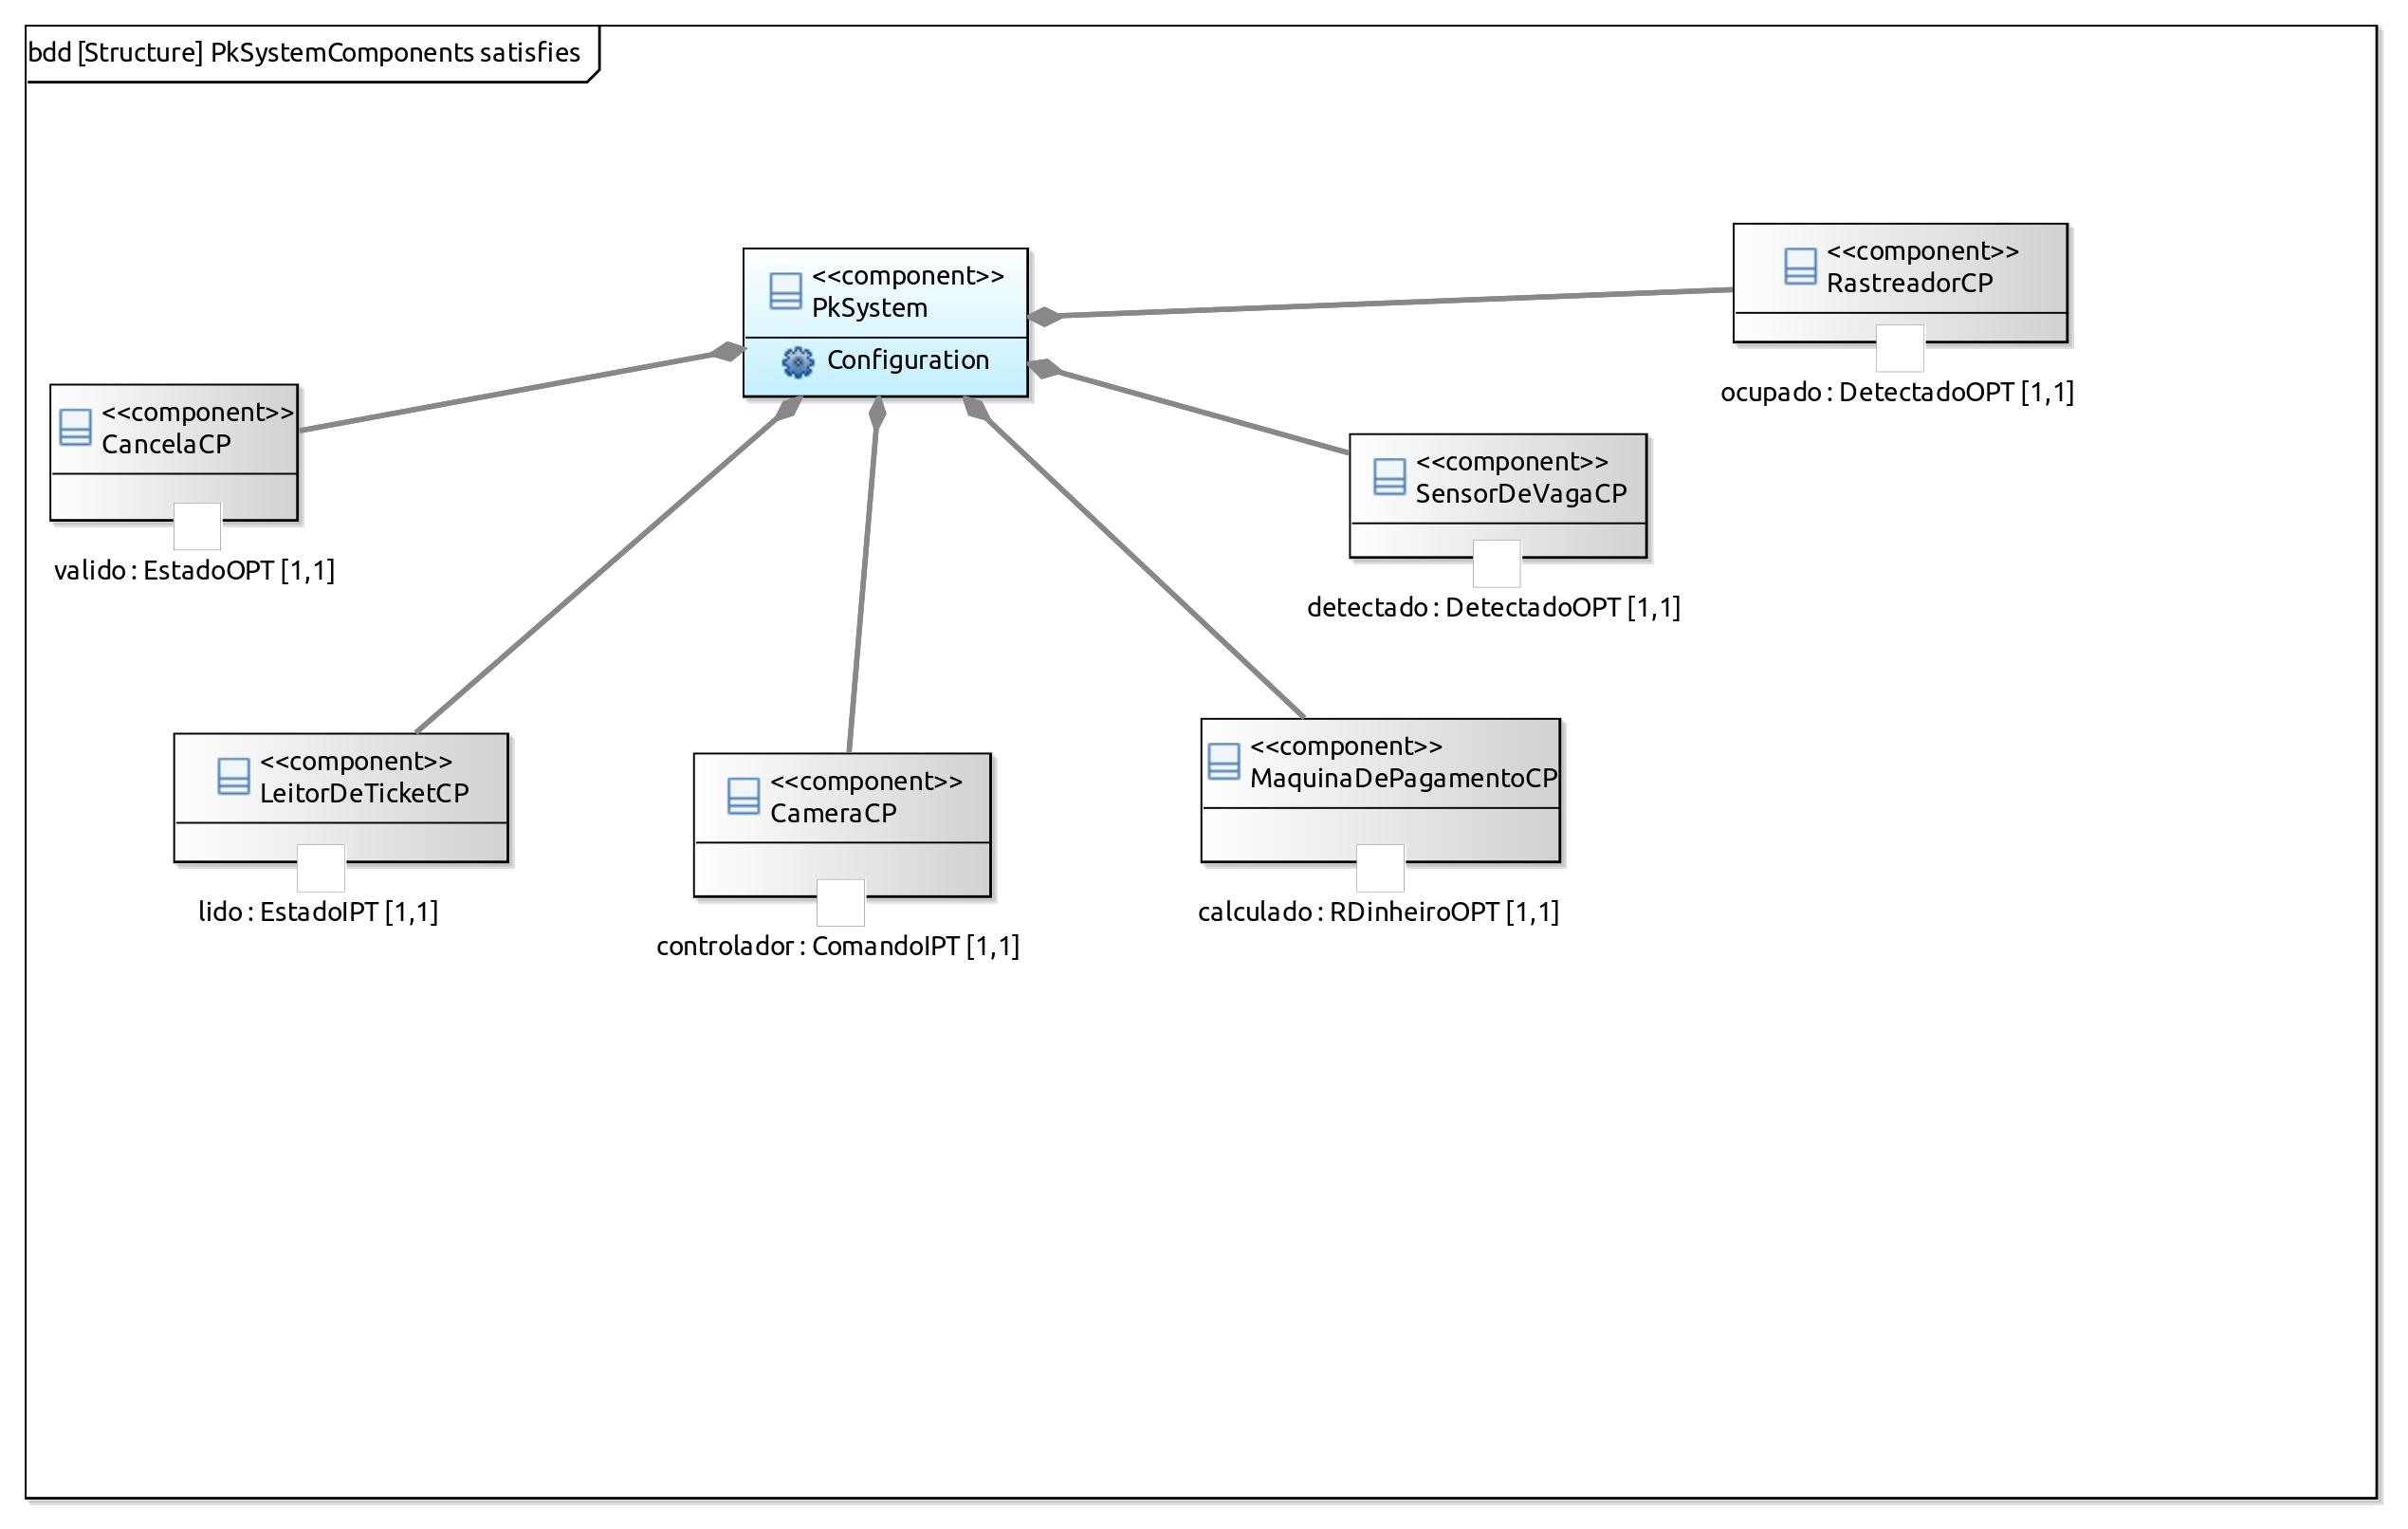 bdd [Structure] PkSystemComponents satisfies
<<component>>
PkSystem
Configuration
<<component>>
RastreadorCP
ocupado : DetectadoOPT [1,1]
<<component>>
CancelaCP
valido : EstadoOPT [1,1]
<<component>>
SensorDeVagaCP
detectado : DetectadoOPT [1,1]
<<component>>
LeitorDeTicketCP
lido : EstadoIPT [1,1]
<<component>>
CameraCP
controlador : ComandoIPT [1,1]
<<component>>
MaquinaDePagamentoCP
calculado : RDinheiroOPT [1,1]